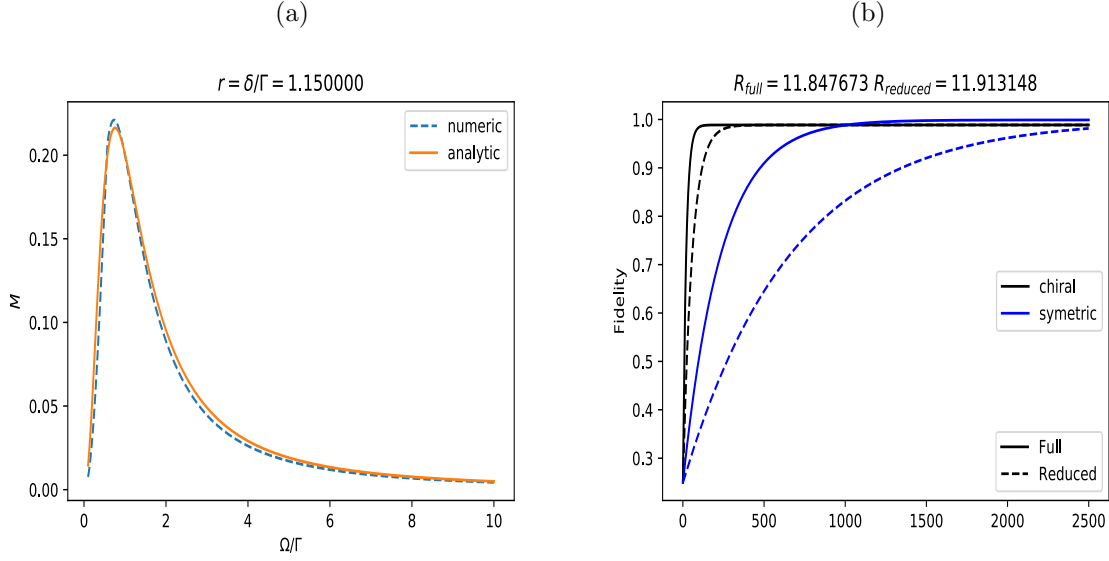 (a)
r = δ/Γ = 1.150000
numeric
analytic
M
0.20
0.15
0.10
0.05
0.00
0 2 4 6 8 10
Ω/Γ
(b)
R_full = 11.847673 R_reduced = 11.913148
Fidelity
1.0
0.9
0.8
0.7
0.6
0.5
0.4
0.3
chiral
symetric
Full
Reduced
0 500 1000 1500 2000 2500